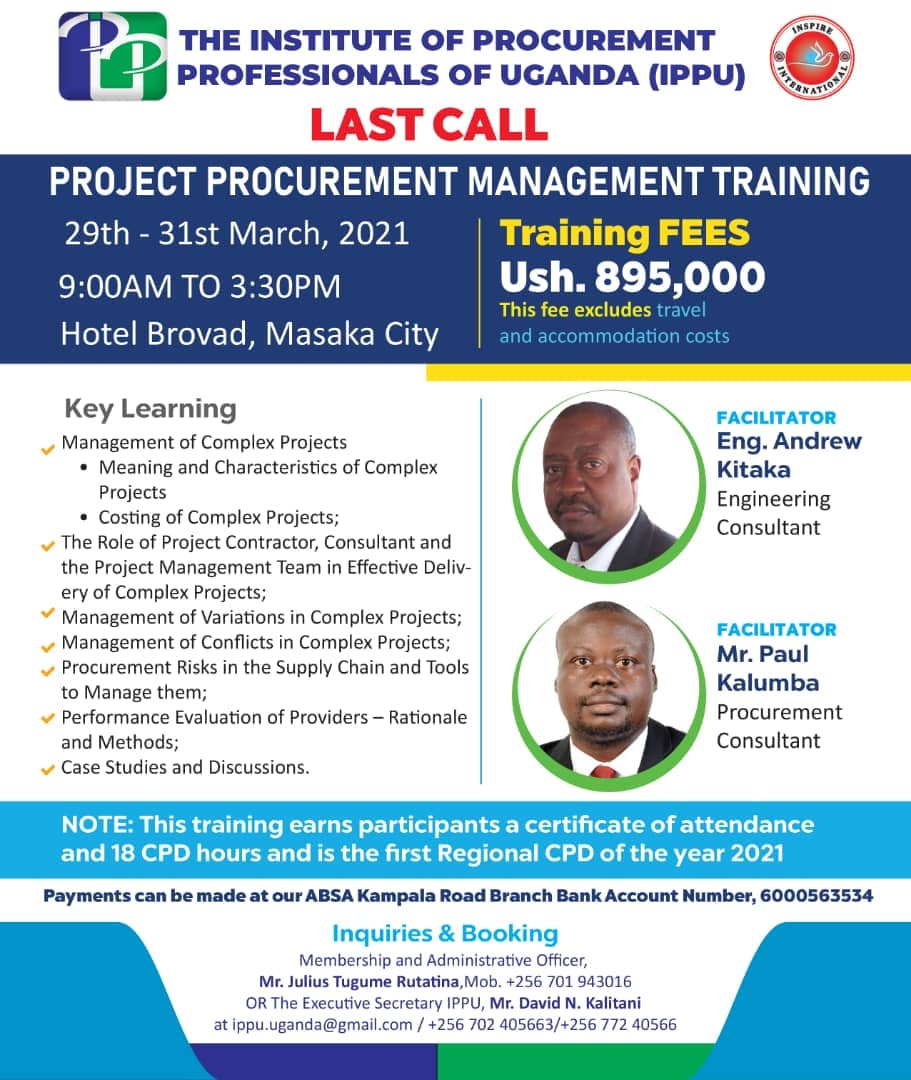 THE INSTITUTE OF PROCUREMENT
PROFESSIONALS OF UGANDA (IPPU)
INSPIRE
INTERNATIONAL
LAST CALL
PROJECT PROCUREMENT MANAGEMENT TRAINING
29th - 31st March, 2021
9:00AM TO 3:30PM
Hotel Brovad, Masaka City
Training FEES
Ush. 895,000
This fee excludes travel
and accommodation costs
Key Learning
Management of Complex Projects
• Meaning and Characteristics of Complex
Projects
• Costing of Complex Projects;
The Role of Project Contractor, Consultant and
the Project Management Team in Effective Deliv-
ery of Complex Projects;
Management of Variations in Complex Projects;
Management of Conflicts in Complex Projects;
Procurement Risks in the Supply Chain and Tools
to Manage them;
Performance Evaluation of Providers – Rationale
and Methods;
Case Studies and Discussions.
FACILITATOR
Eng. Andrew
Kitaka
Engineering
Consultant
FACILITATOR
Mr. Paul
Kalumba
Procurement
Consultant
NOTE: This training earns participants a certificate of attendance
and 18 CPD hours and is the first Regional CPD of the year 2021
Payments can be made at our ABSA Kampala Road Branch Bank Account Number, 6000563534
Inquiries & Booking
Membership and Administrative Officer,
Mr. Julius Tugume Rutatina,Mob. +256 701 943016
OR The Executive Secretary IPPU, Mr. David N. Kalitani
at ippu.uganda@gmail.com / +256 702 405663/+256 772 40566